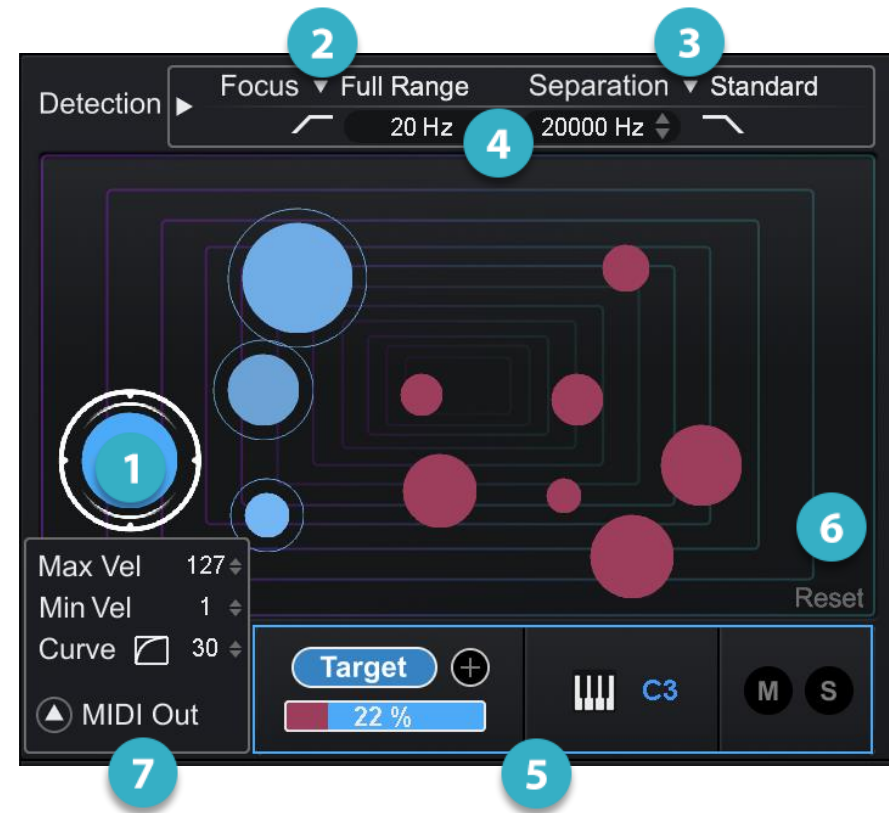 2
3
Focus ▼ Full Range
Separation ▼ Standard
Detection ▶
20 Hz
4
20000 Hz
1
6
Reset
Max Vel 127
Min Vel 1
Curve 30
MIDI Out
Target +
22 %
C3
M S
7
5